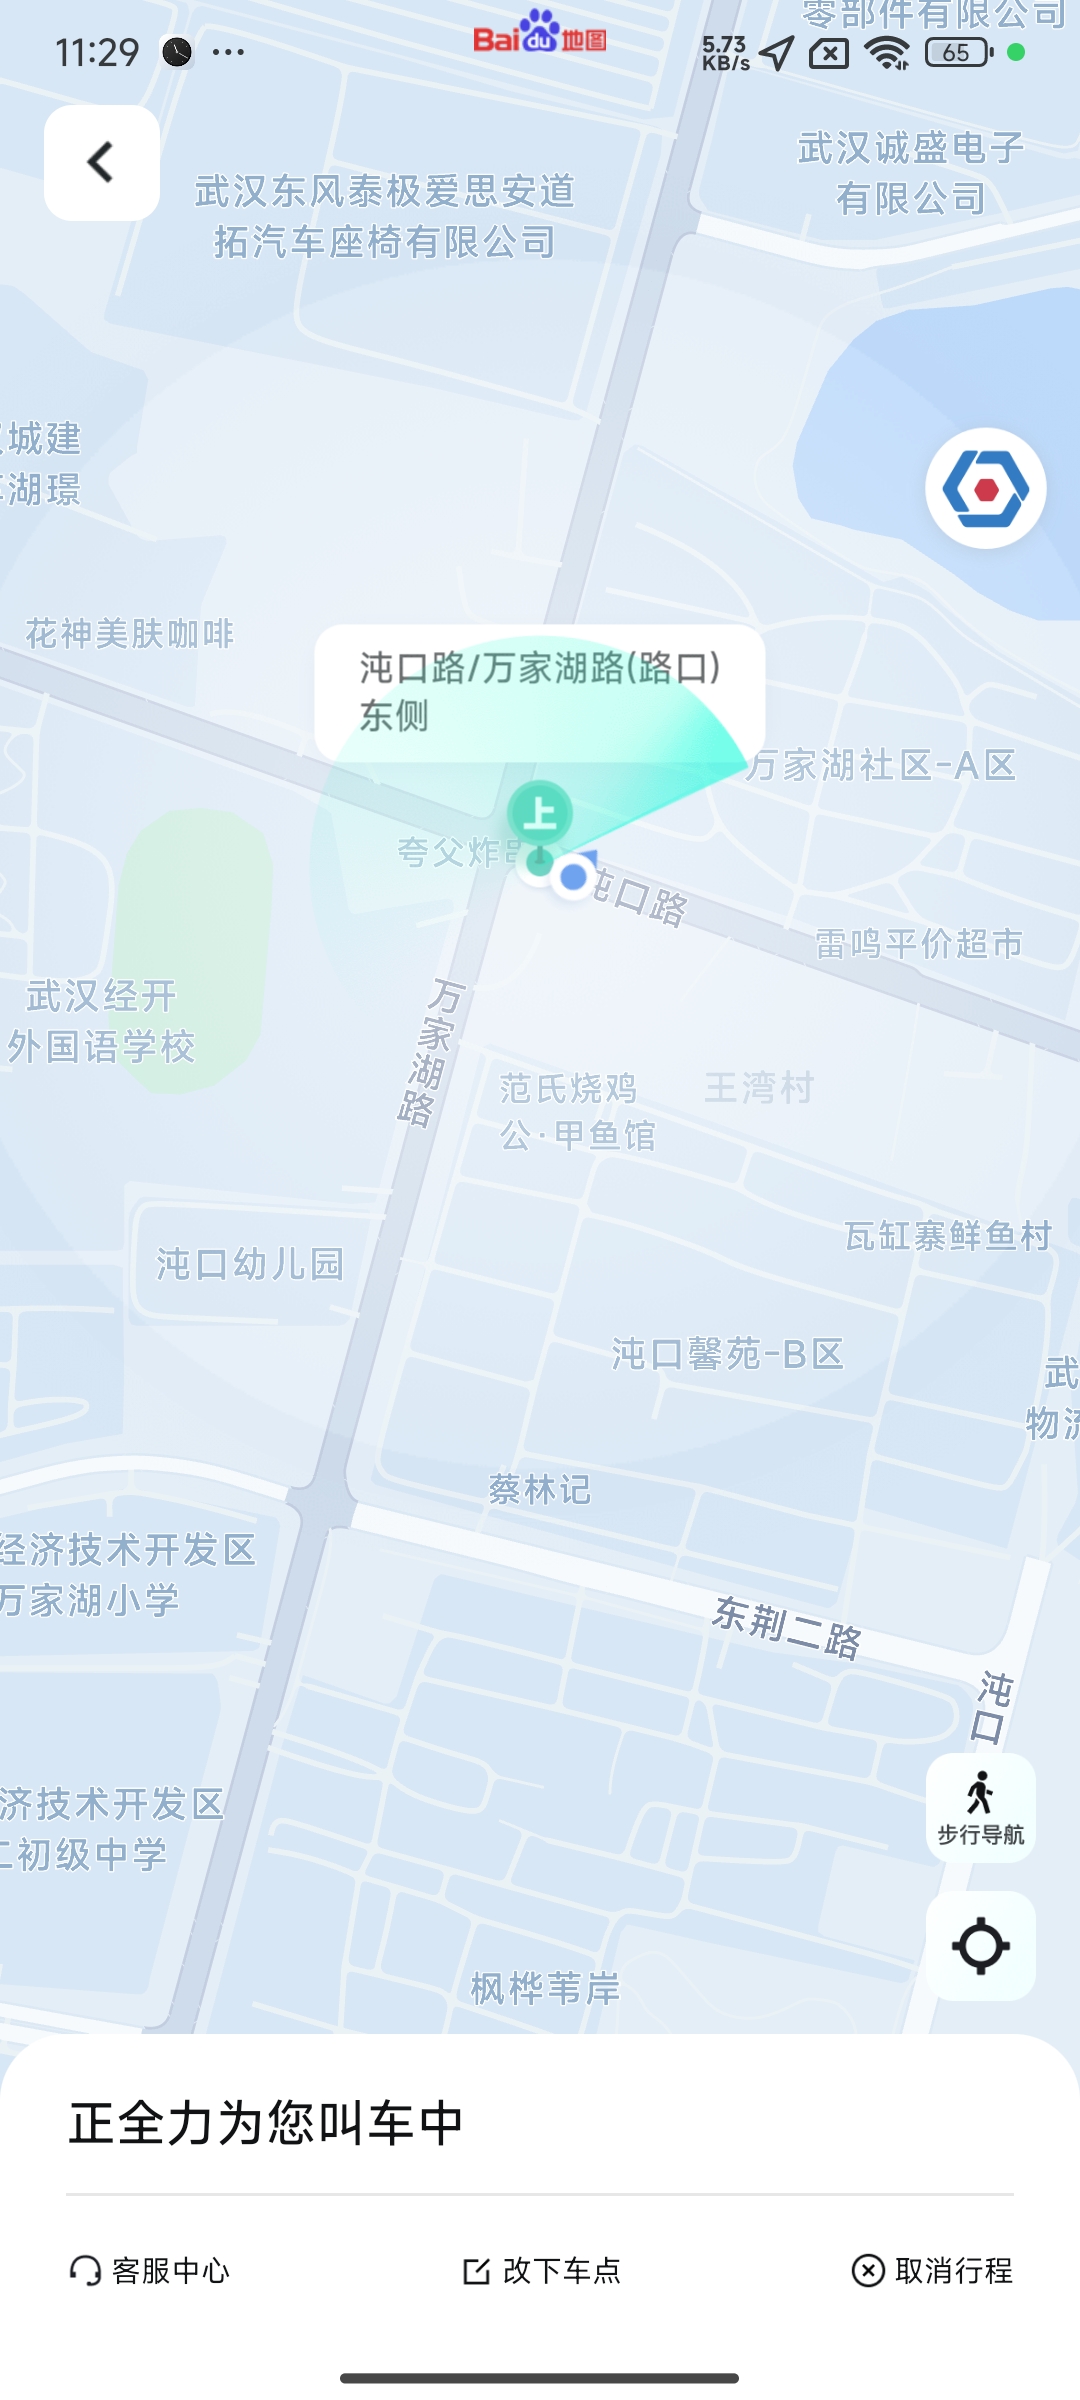 零部件有限公司
11:29
Bai du 地图
5.73
KB/s
65
武汉诚盛电子
有限公司
武汉东风泰极爱思安道
拓汽车座椅有限公司
城建
湖璟
花神美肤咖啡
沌口路/万家湖路(路口)
东侧
万家湖社区-A区
上
夸父炸串
沌口路
雷鸣平价超市
武汉经开
外国语学校
万家湖路
范氏烧鸡
公·甲鱼馆
王湾村
瓦缸寨鲜鱼村
沌口幼儿园
沌口馨苑-B区
武
物流
蔡林记
经济技术开发区
万家湖小学
东荆二路
沌口
步行导航
济技术开发区
二初级中学
枫桦苇岸
正全力为您叫车中
客服中心
改下车点
取消行程